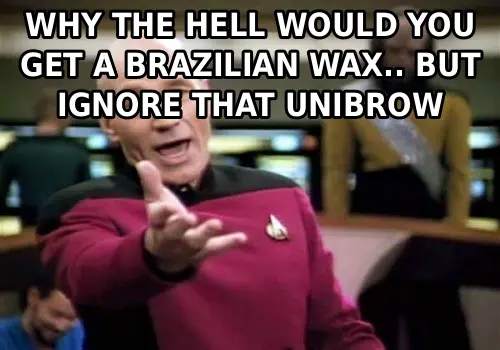 WHY THE HELL WOULD YOU
GET A BRAZILIAN WAX.. BUT
IGNORE THAT UNIBROW